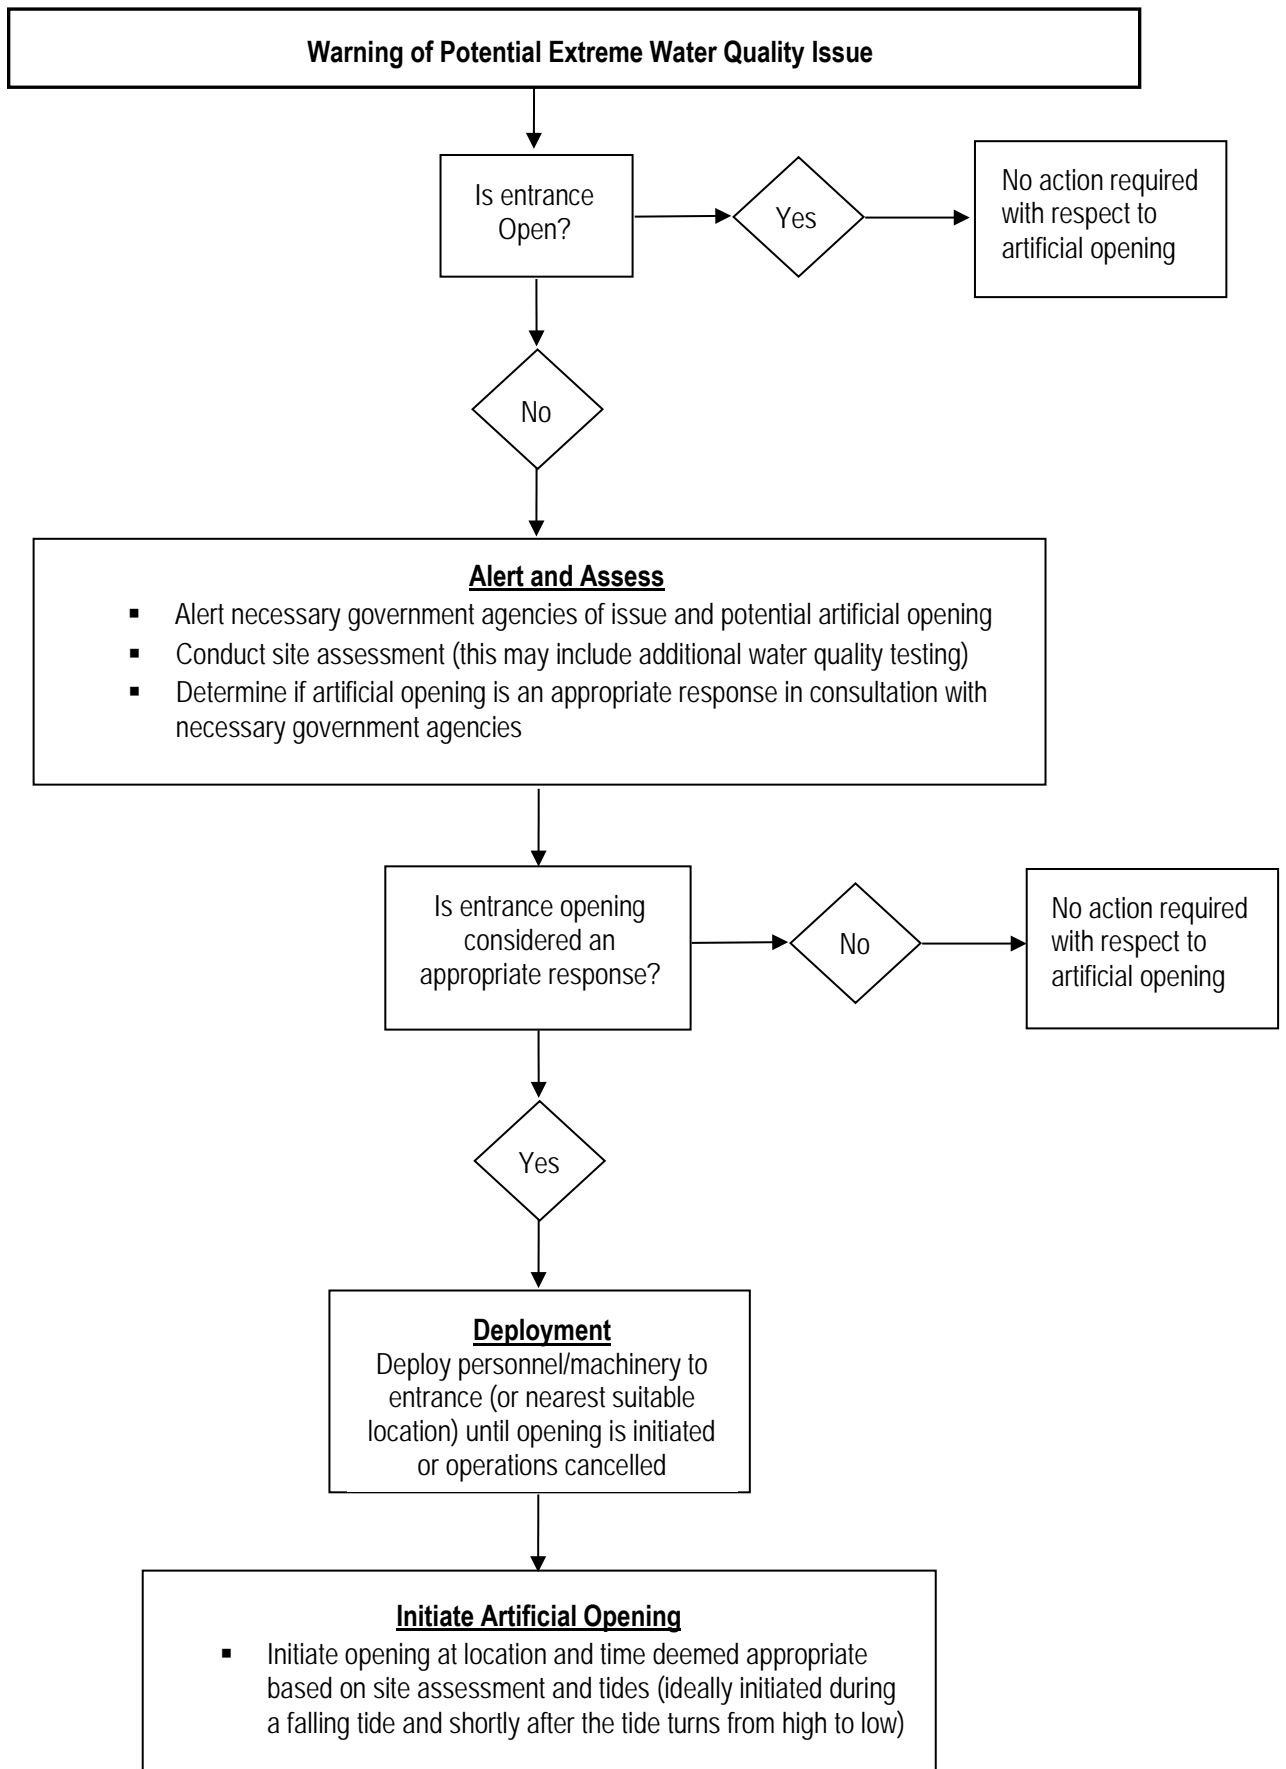 Warning of Potential Extreme Water Quality Issue
Is entrance
Open?
Yes
No action required
with respect to
artificial opening
No
Alert and Assess
▪ Alert necessary government agencies of issue and potential artificial opening
▪ Conduct site assessment (this may include additional water quality testing)
▪ Determine if artificial opening is an appropriate response in consultation with
necessary government agencies
Is entrance opening
considered an
appropriate response?
No
No action required
with respect to
artificial opening
Yes
Deployment
Deploy personnel/machinery to
entrance (or nearest suitable
location) until opening is initiated
or operations cancelled
Initiate Artificial Opening
▪ Initiate opening at location and time deemed appropriate
based on site assessment and tides (ideally initiated during
a falling tide and shortly after the tide turns from high to low)